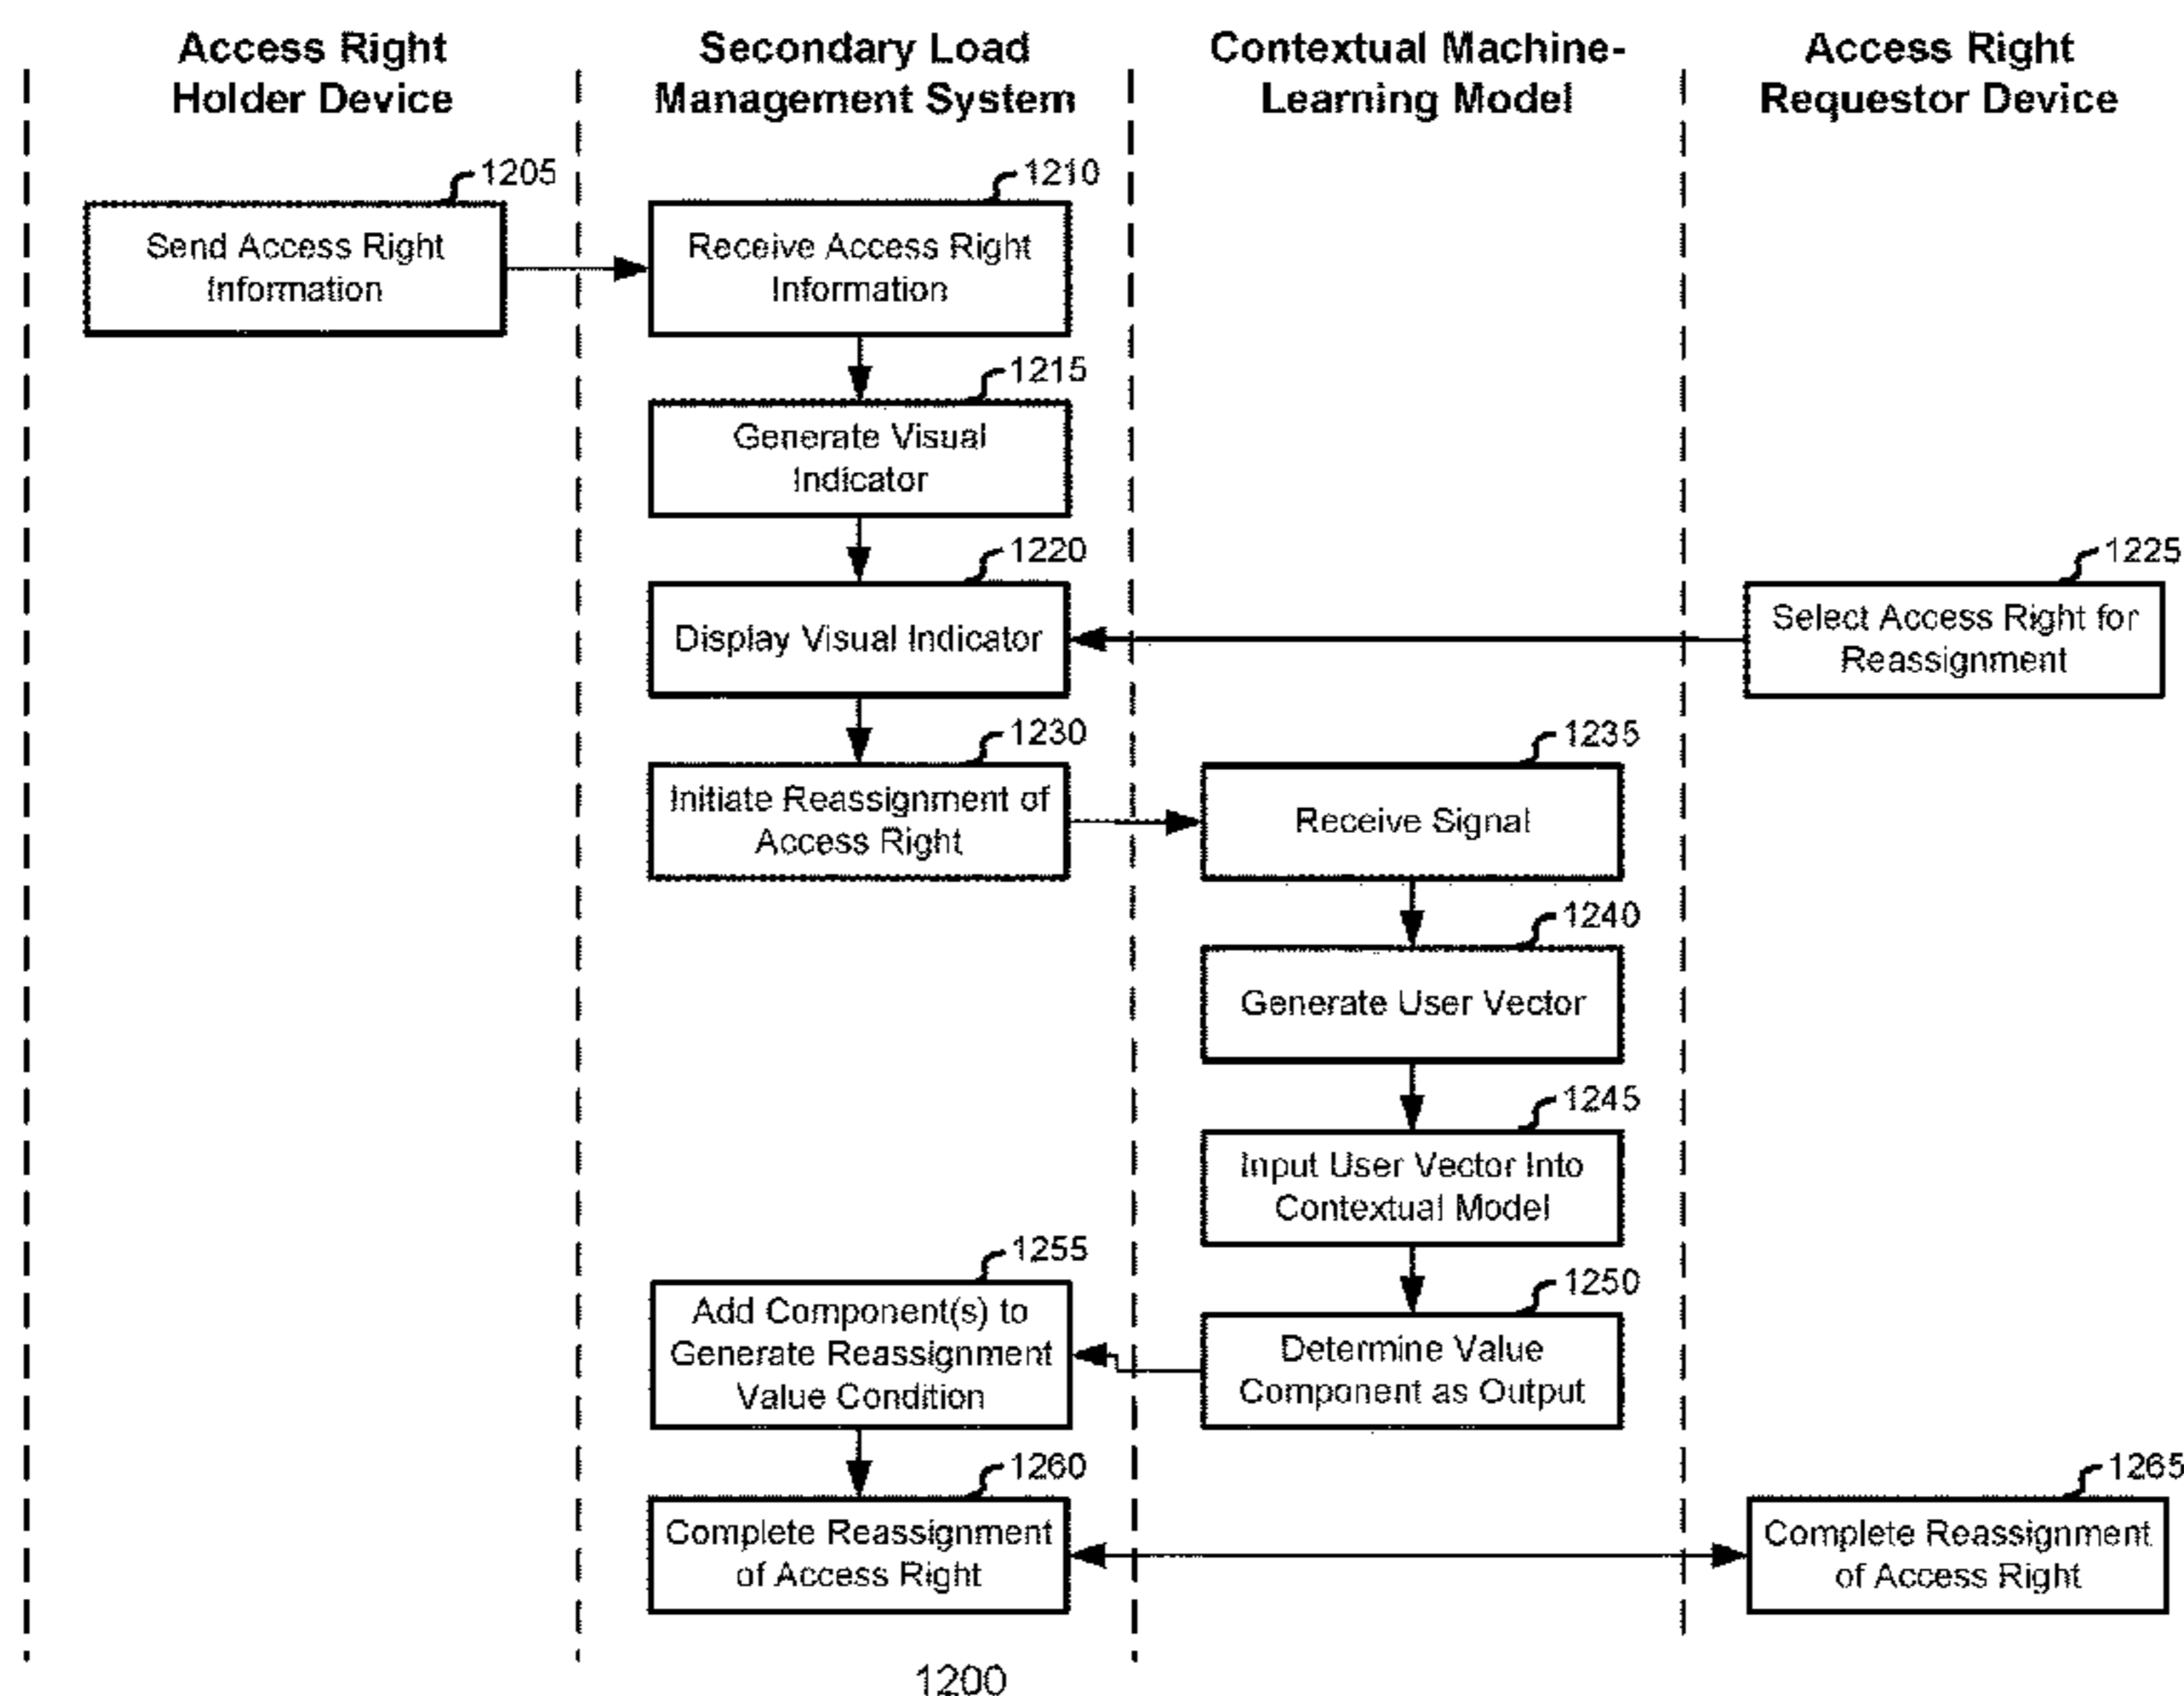 Access Right
Holder Device
Secondary Load
Management System
Contextual Machine-
Learning Model
Access Right
Requestor Device
1205
Send Access Right
Information
1210
Receive Access Right
Information
1215
Generate Visual
Indicator
1220
Display Visual Indicator
1225
Select Access Right for
Reassignment
1230
Initiate Reassignment of
Access Right
1235
Receive Signal
1240
Generate User Vector
1245
Input User Vector Into
Contextual Model
1250
Determine Value
Component as Output
1255
Add Component(s) to
Generate Reassignment
Value Condition
1260
Complete Reassignment
of Access Right
1265
Complete Reassignment
of Access Right
1200